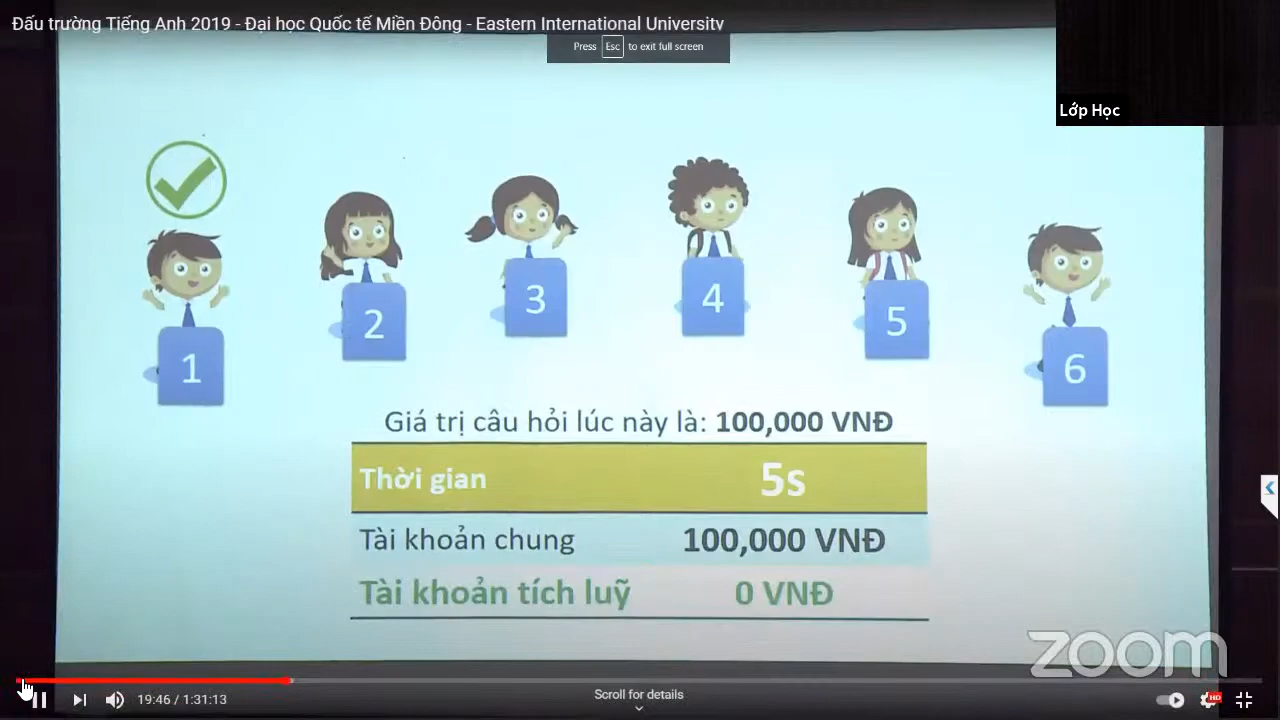 Đấu trường Tiếng Anh 2019 - Đại học Quốc tế Miền Đông - Eastern International University
Press Esc to exit full screen
Lớp Học
1
2
3
4
5
6
Giá trị câu hỏi lúc này là: 100,000 VNĐ
Thời gian 5s
Tài khoản chung 100,000 VNĐ
Tài khoản tích luỹ 0 VNĐ
zoom
19:46 / 1:31:13
Scroll for details
HD